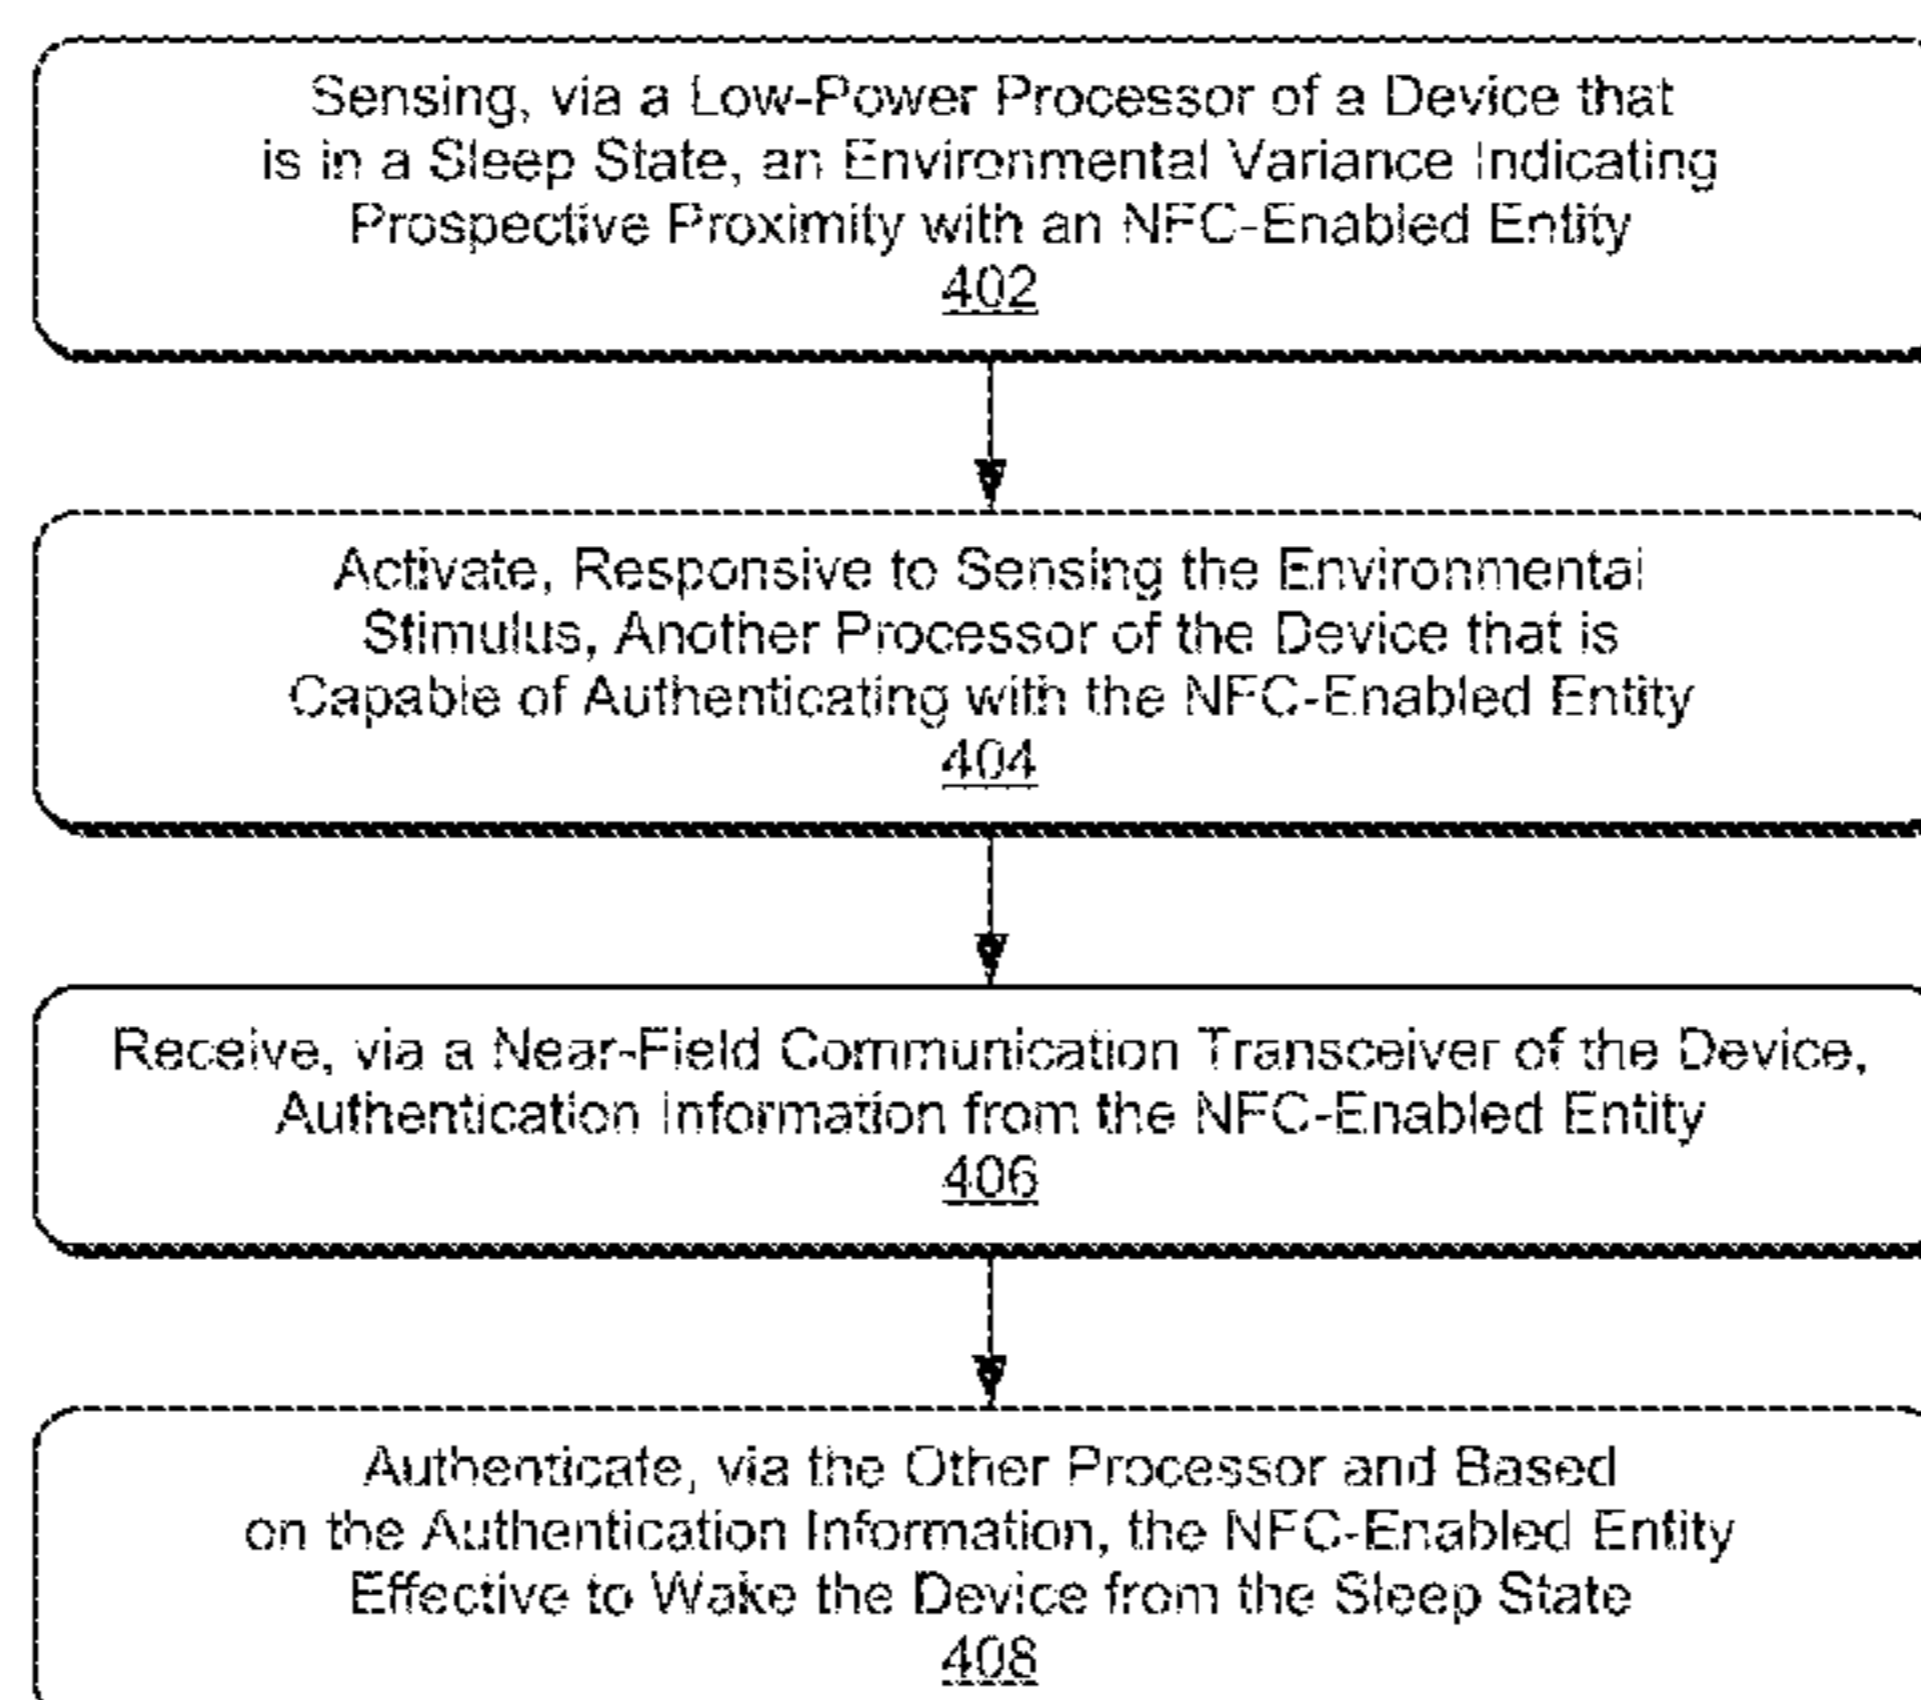 Sensing, via a Low-Power Processor of a Device that
is in a Sleep State, an Environmental Variance Indicating
Prospective Proximity with an NFC-Enabled Entity
402
Activate, Responsive to Sensing the Environmental
Stimulus, Another Processor of the Device that is
Capable of Authenticating with the NFC-Enabled Entity
404
Receive, via a Near-Field Communication Transceiver of the Device,
Authentication Information from the NFC-Enabled Entity
406
Authenticate, via the Other Processor and Based
on the Authentication Information, the NFC-Enabled Entity
Effective to Wake the Device from the Sleep State
408